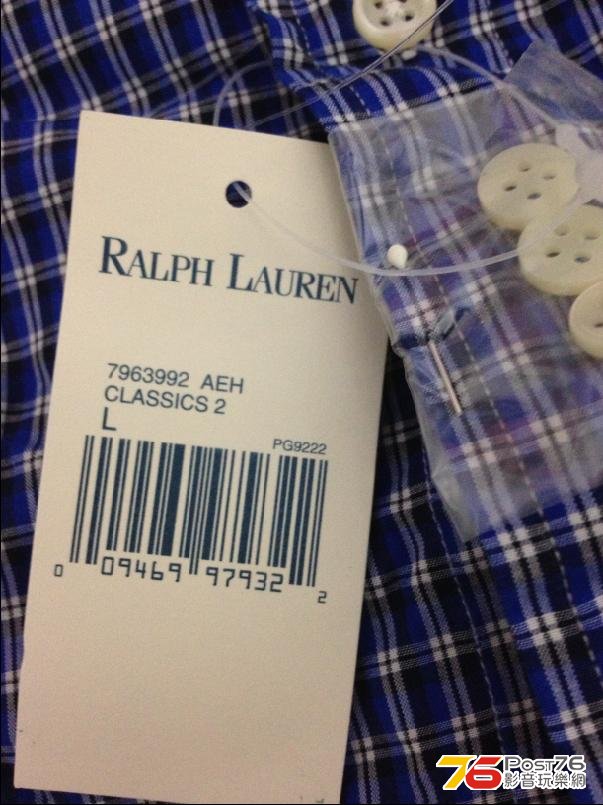 RALPH LAUREN
7963992 AEH
CLASSICS 2
L
PG9222
0 09469 97932 2
76 Post76
影音玩樂網